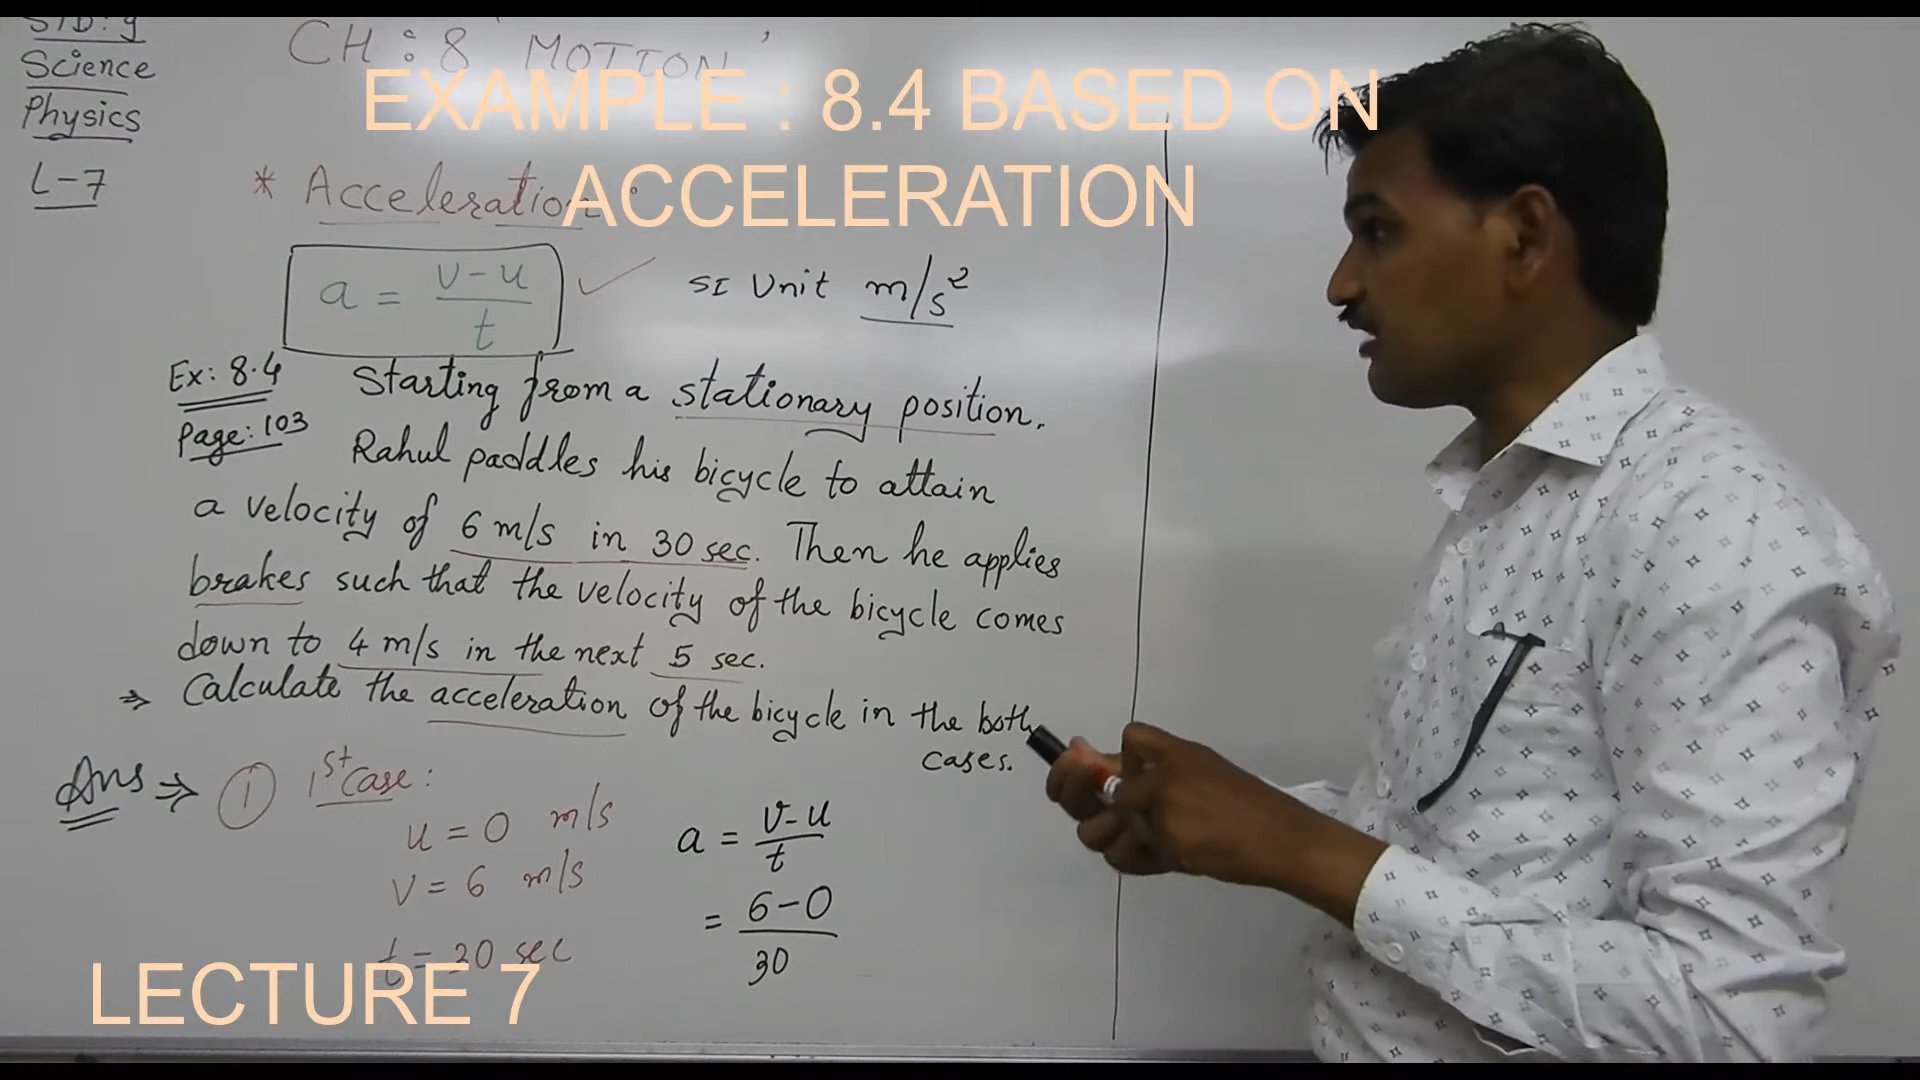 STD: 9
Science
Physics
L-7
CH: 8 MOTION'
EXAMPLE : 8.4 BASED ON
ACCELERATION
* Acceleration:
a = v-u
t
SI Unit m/s²
Ex: 8.4
Page: 103
Starting from a stationary position.
Rahul paddles his bicycle to attain
a velocity of 6 m/s in 30 sec. Then he applies
brakes such that the velocity of the bicycle comes
down to 4 m/s in the next 5 sec.
⇒ Calculate the acceleration of the bicycle in the both
cases.
Ans ⇒ ① 1st Case:
u = 0 m/s
v = 6 m/s
t = 30 sec
a = v-u
t
= 6-0
30
LECTURE 7